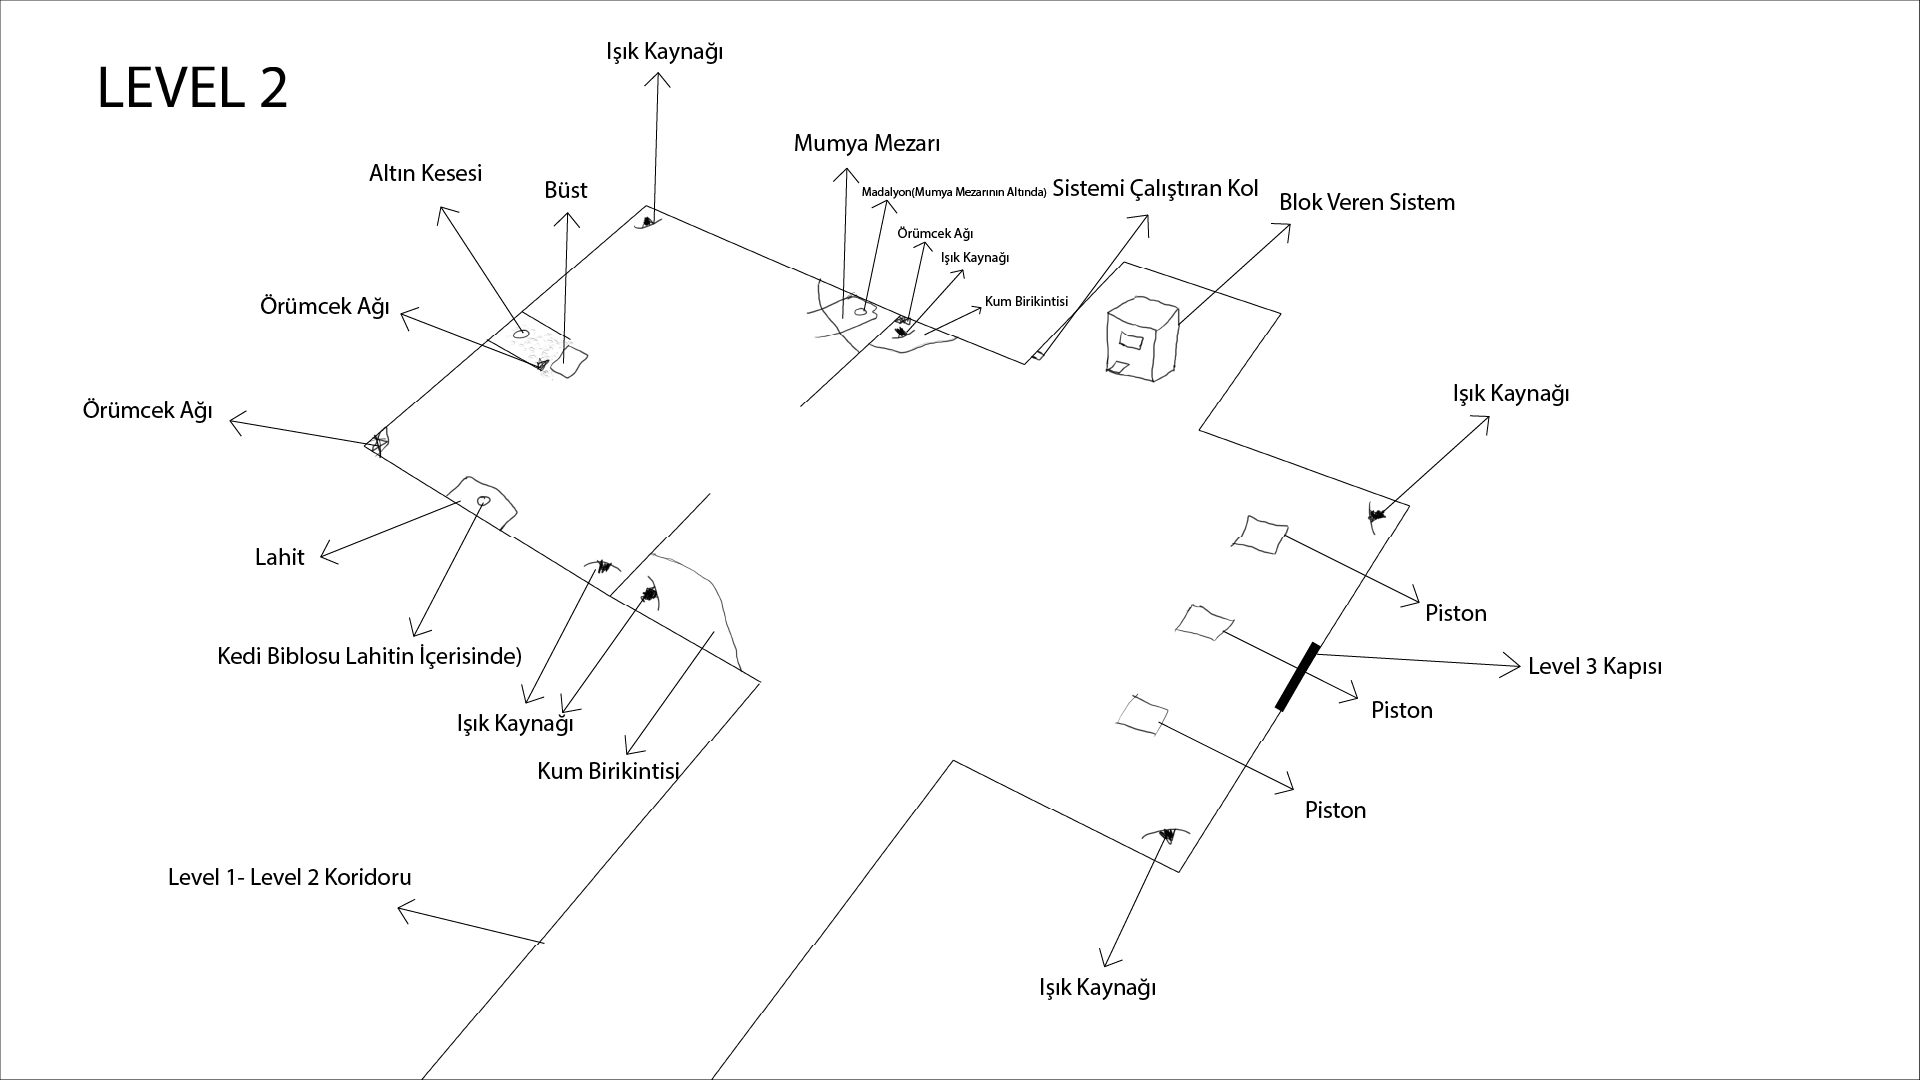 LEVEL 2
Işık Kaynağı
Mumya Mezarı
Altın Kesesi
Büst
Madalyon(Mumya Mezarının Altında)
Sistemi Çalıştıran Kol
Blok Veren Sistem
Örümcek Ağı
Işık Kaynağı
Kum Birikintisi
Örümcek Ağı
Işık Kaynağı
Örümcek Ağı
Lahit
Piston
Kedi Biblosu Lahitin İçerisinde)
Level 3 Kapısı
Piston
Işık Kaynağı
Kum Birikintisi
Piston
Level 1- Level 2 Koridoru
Işık Kaynağı